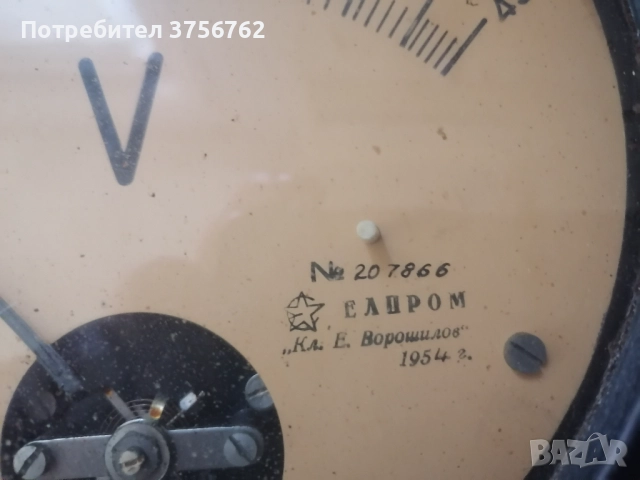 Потребител 3756762
V
№ 207866
ЕЛПРОМ
„Кл. Е. Ворошилов“
1954 г.
BAZAR